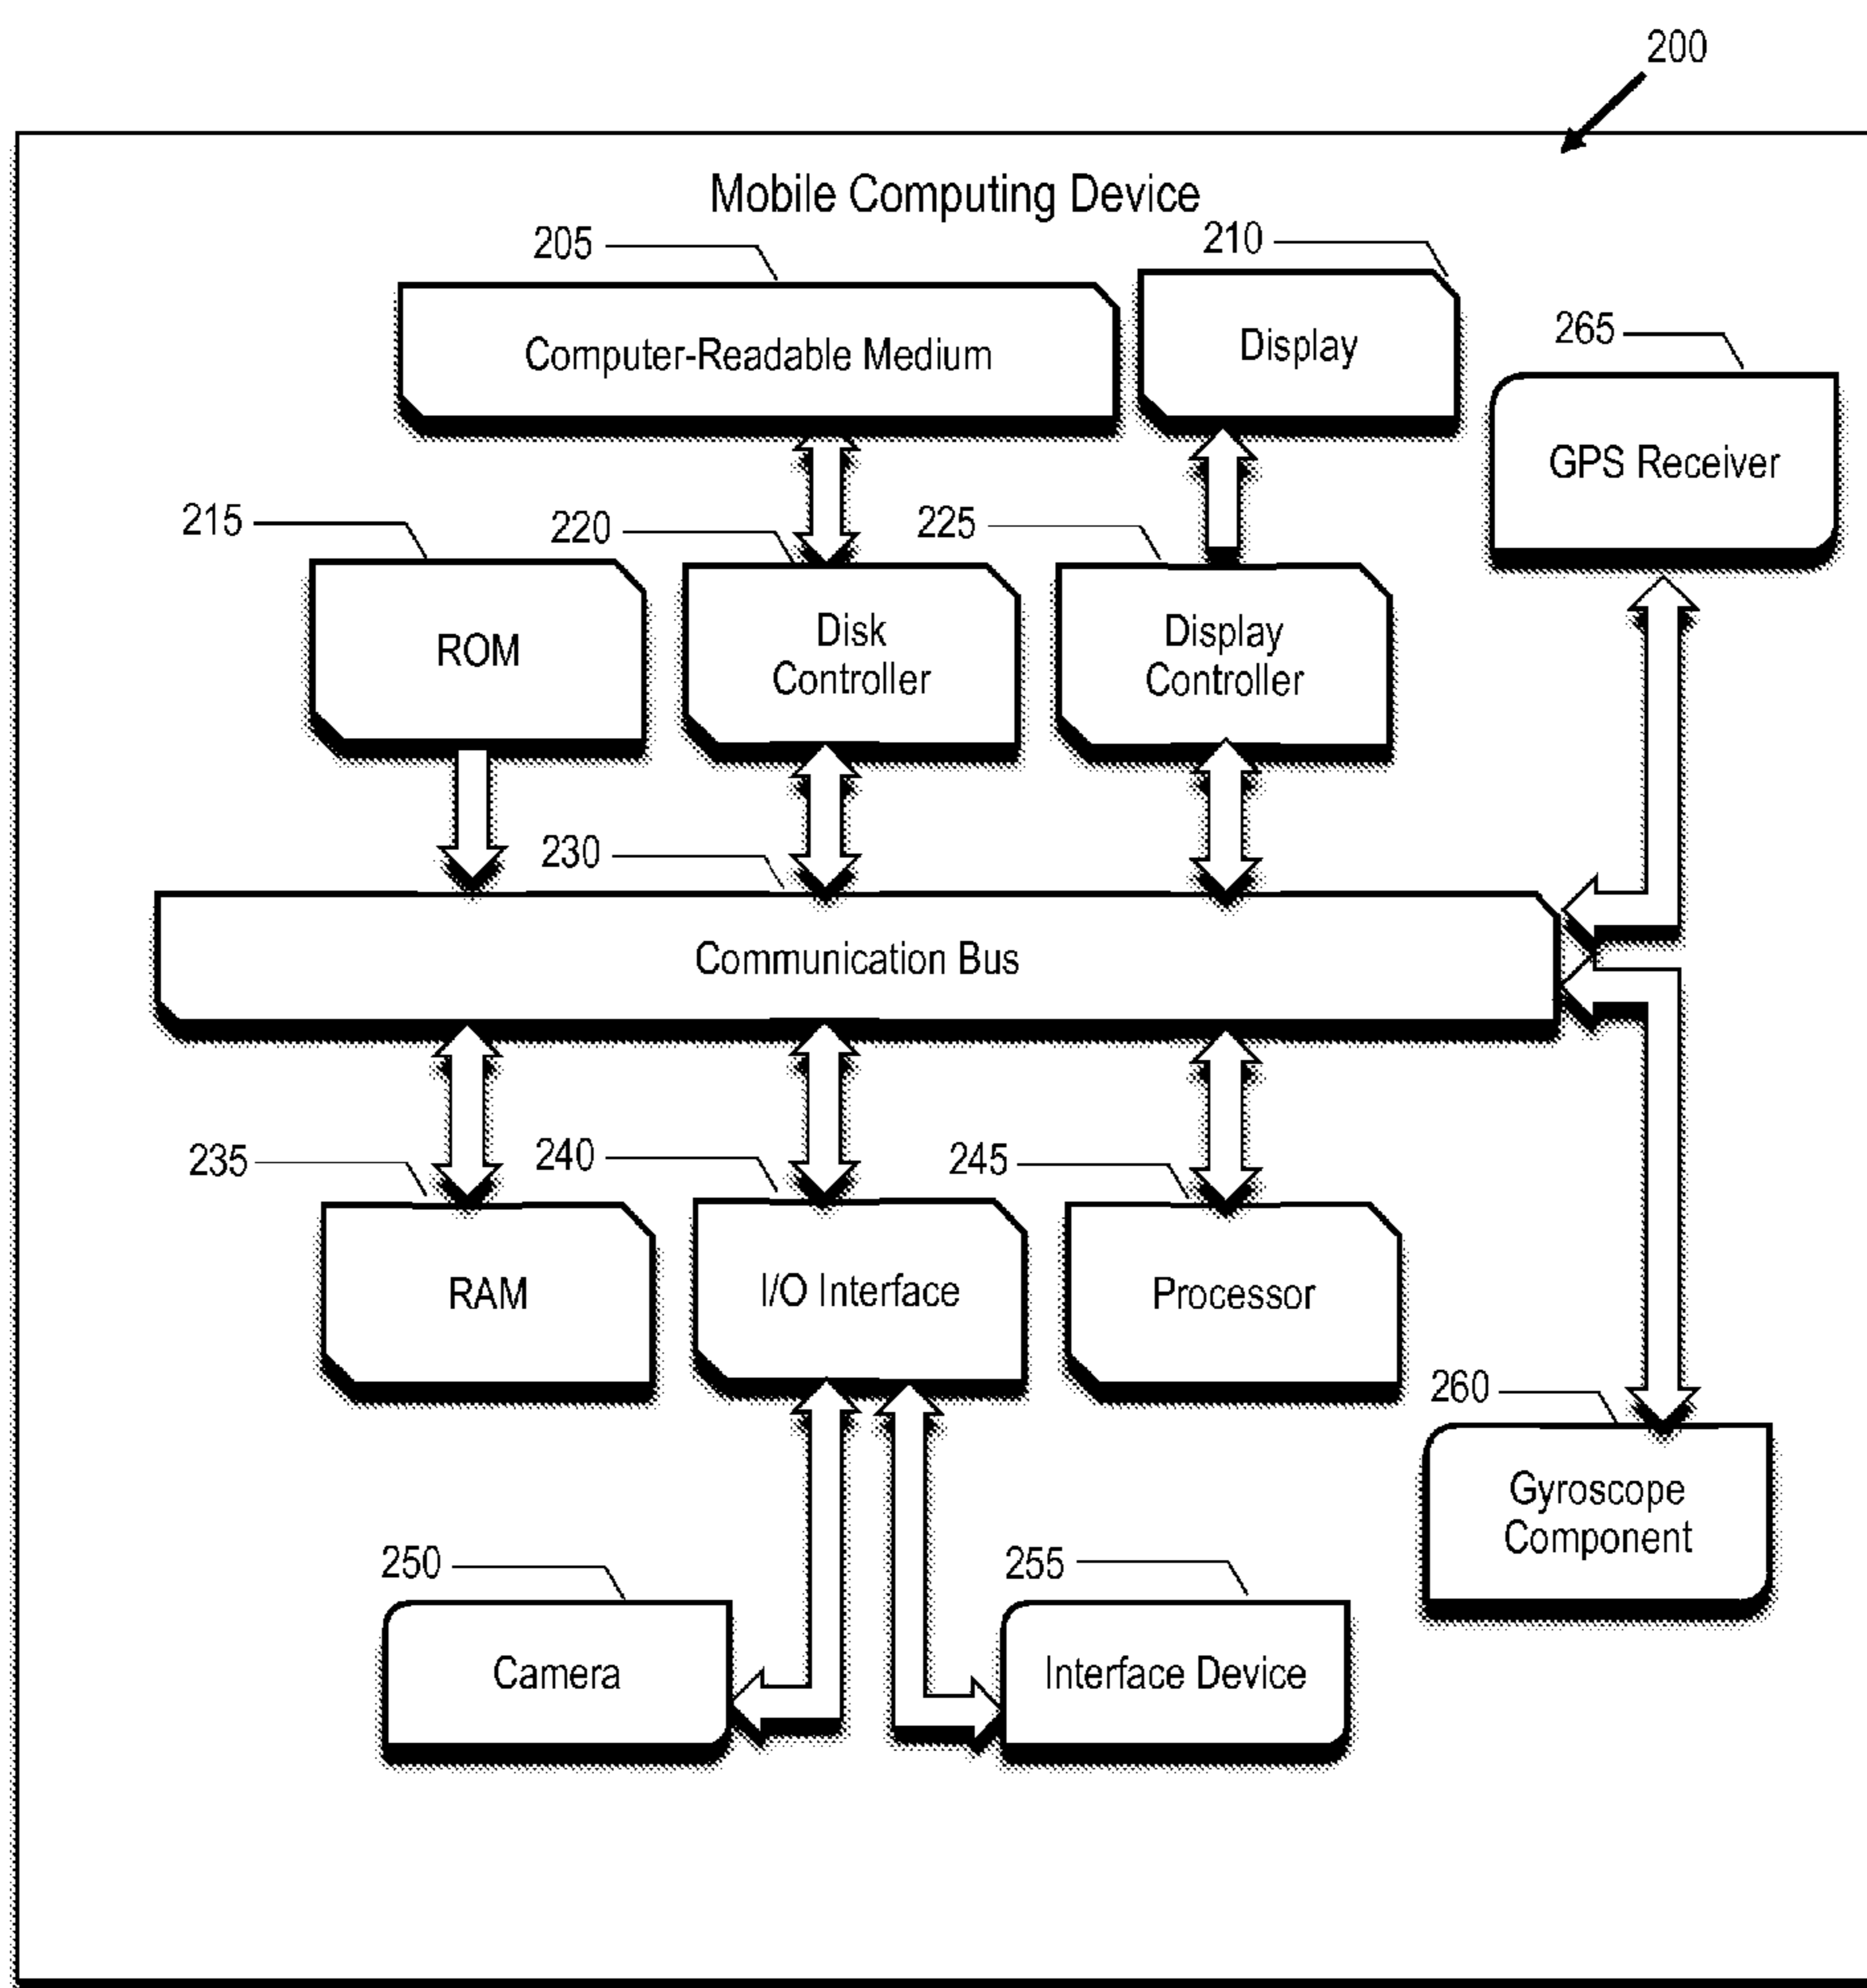 200
Mobile Computing Device
205
210
Computer-Readable Medium
Display
265
GPS Receiver
215
220
225
ROM
Disk
Controller
Display
Controller
230
Communication Bus
235
240
245
RAM
I/O Interface
Processor
260
Gyroscope
Component
250
255
Camera
Interface Device